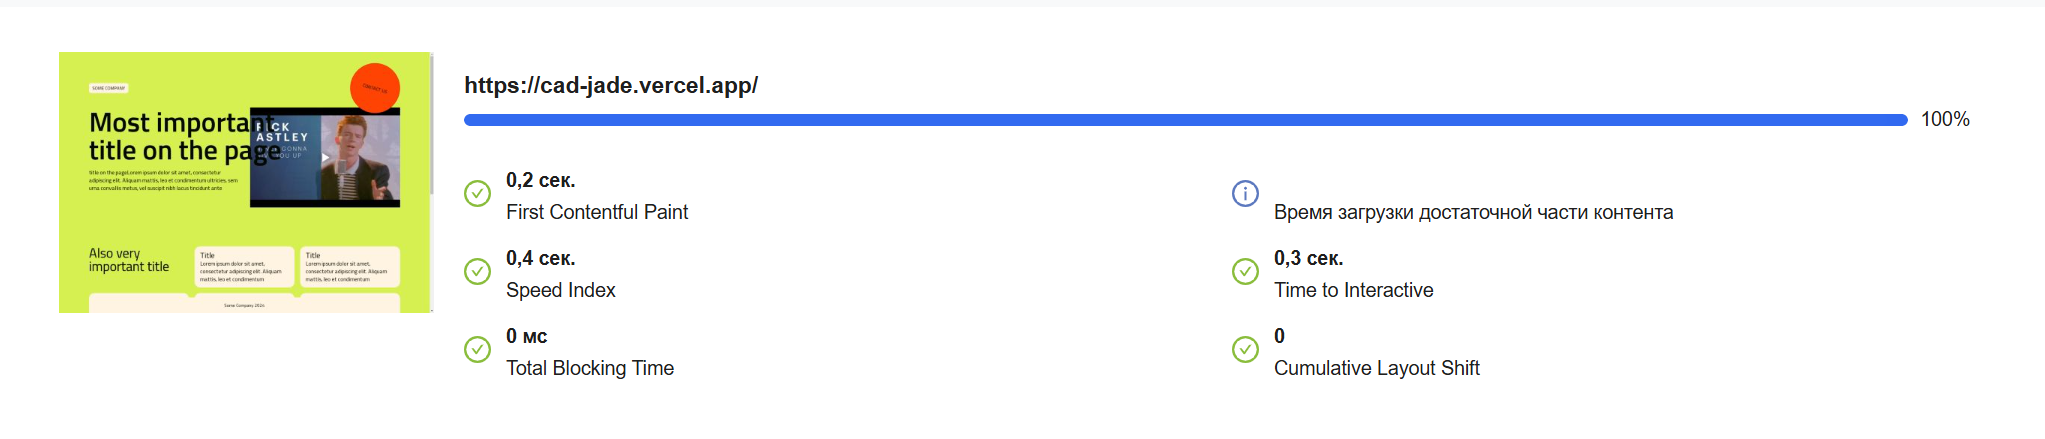 SOME COMPANY
CONTACT US
Most important
title on the page
RICK
ASTLEY
GONNA
YOU UP
title on the pageLorem ipsum dolor sit amet, consectetur
adipiscing elit. Aliquam mattis, leo et condimentum ultricies, sem
urna convallis metus, vel suscipit nibh lacus tincidunt ante
Also very
important title
Title
Lorem ipsum dolor sit amet,
consectetur adipiscing elit. Aliquam
mattis, leo et condimentum
Title
Lorem ipsum dolor sit amet,
consectetur adipiscing elit. Aliquam
mattis, leo et condimentum
Some Company 2024
https://cad-jade.vercel.app/
100%
0,2 сек.
First Contentful Paint
Время загрузки достаточной части контента
0,4 сек.
Speed Index
0,3 сек.
Time to Interactive
0 мс
Total Blocking Time
0
Cumulative Layout Shift